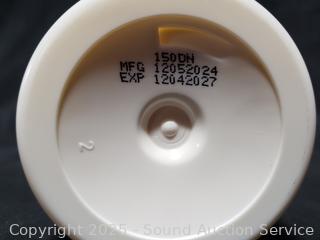 150DN
MFG 12052024
EXP 12042027
2
Copyright 2025 - Sound Auction Service